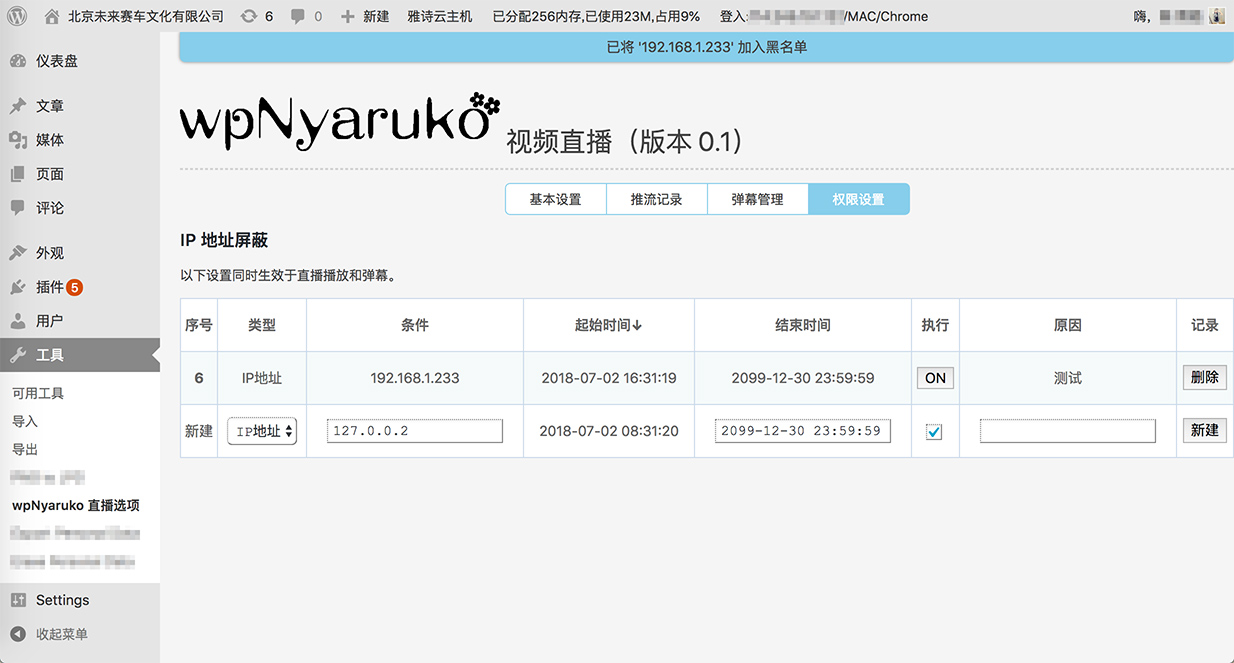 北京未来赛车文化有限公司 6 0 新建 雅诗云主机 已分配256内存,已使用23M,占用9% 登入: /MAC/Chrome 嗨，
已将 '192.168.1.233' 加入黑名单
仪表盘
文章
媒体
页面
评论
外观
插件 5
用户
工具
可用工具
导入
导出
wpNyaruko 直播选项
Settings
收起菜单
wpNyaruko 视频直播（版本 0.1）
基本设置 推流记录 弹幕管理 权限设置
IP 地址屏蔽
以下设置同时生效于直播播放和弹幕。
序号 类型 条件 起始时间↓ 结束时间 执行 原因 记录
6 IP地址 192.168.1.233 2018-07-02 16:31:19 2099-12-30 23:59:59 ON 测试 删除
新建 IP地址 127.0.0.2 2018-07-02 08:31:20 2099-12-30 23:59:59 新建